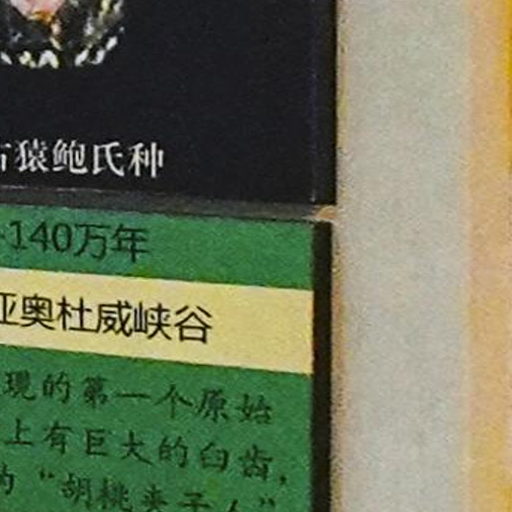 古猿鲍氏种
-140万年
亚奥杜威峡谷
现的第一个原始
上有巨大的臼齿，
的“胡桃夹子人”